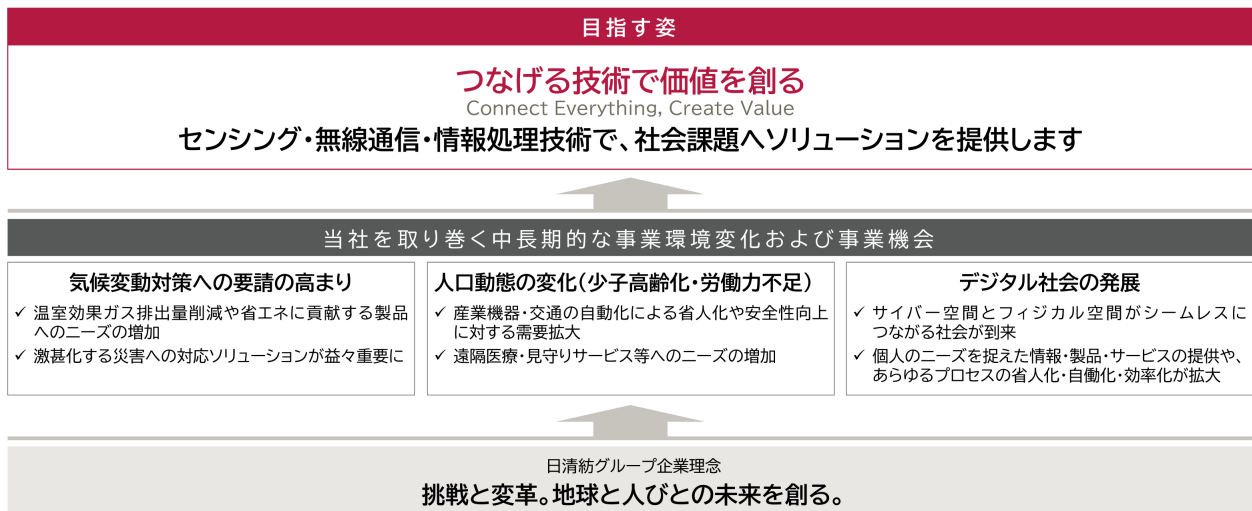 目指す姿
つなげる技術で価値を創る
Connect Everything, Create Value
センシング・無線通信・情報処理技術で、社会課題へソリューションを提供します
当社を取り巻く中長期的な事業環境変化および事業機会
気候変動対策への要請の高まり
✓ 温室効果ガス排出量削減や省エネに貢献する製品
へのニーズの増加
✓ 激甚化する災害への対応ソリューションが益々重要に
人口動態の変化(少子高齢化・労働力不足)
✓ 産業機器・交通の自動化による省人化や安全性向上
に対する需要拡大
✓ 遠隔医療・見守りサービス等へのニーズの増加
デジタル社会の発展
✓ サイバー空間とフィジカル空間がシームレスに
つながる社会が到来
✓ 個人のニーズを捉えた情報・製品・サービスの提供や、
あらゆるプロセスの省人化・自働化・効率化が拡大
日清紡グループ企業理念
挑戦と変革。地球と人びとの未来を創る。